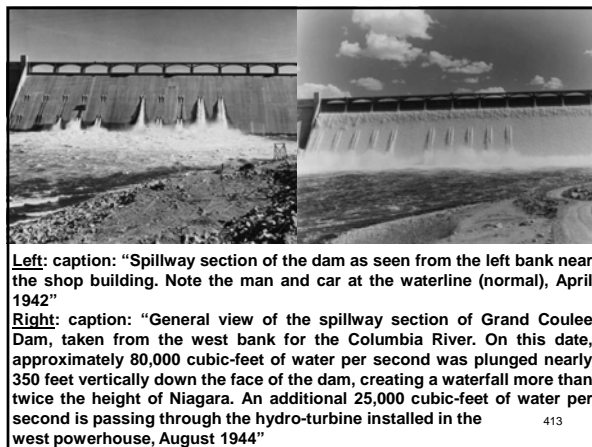 Left: caption: “Spillway section of the dam as seen from the left bank near
the shop building. Note the man and car at the waterline (normal), April
1942”
Right: caption: “General view of the spillway section of Grand Coulee
Dam, taken from the west bank for the Columbia River. On this date,
approximately 80,000 cubic-feet of water per second was plunged nearly
350 feet vertically down the face of the dam, creating a waterfall more than
twice the height of Niagara. An additional 25,000 cubic-feet of water per
second is passing through the hydro-turbine installed in the
west powerhouse, August 1944”
413